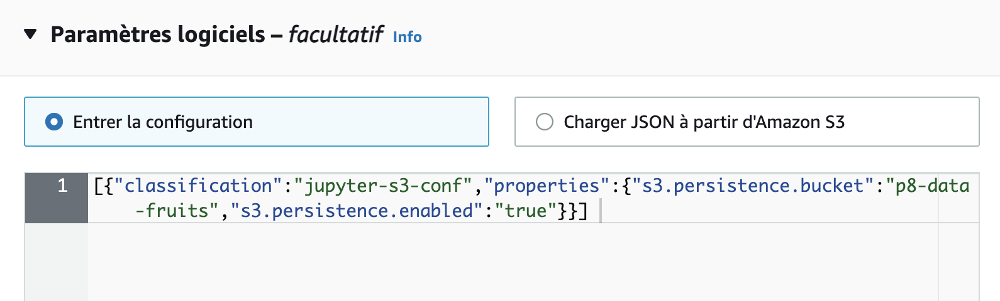 Paramètres logiciels – facultatif Info
Entrer la configuration
Charger JSON à partir d'Amazon S3
1 [{"classification":"jupyter-s3-conf","properties":{"s3.persistence.bucket":"p8-data
-fruits","s3.persistence.enabled":"true"}}]